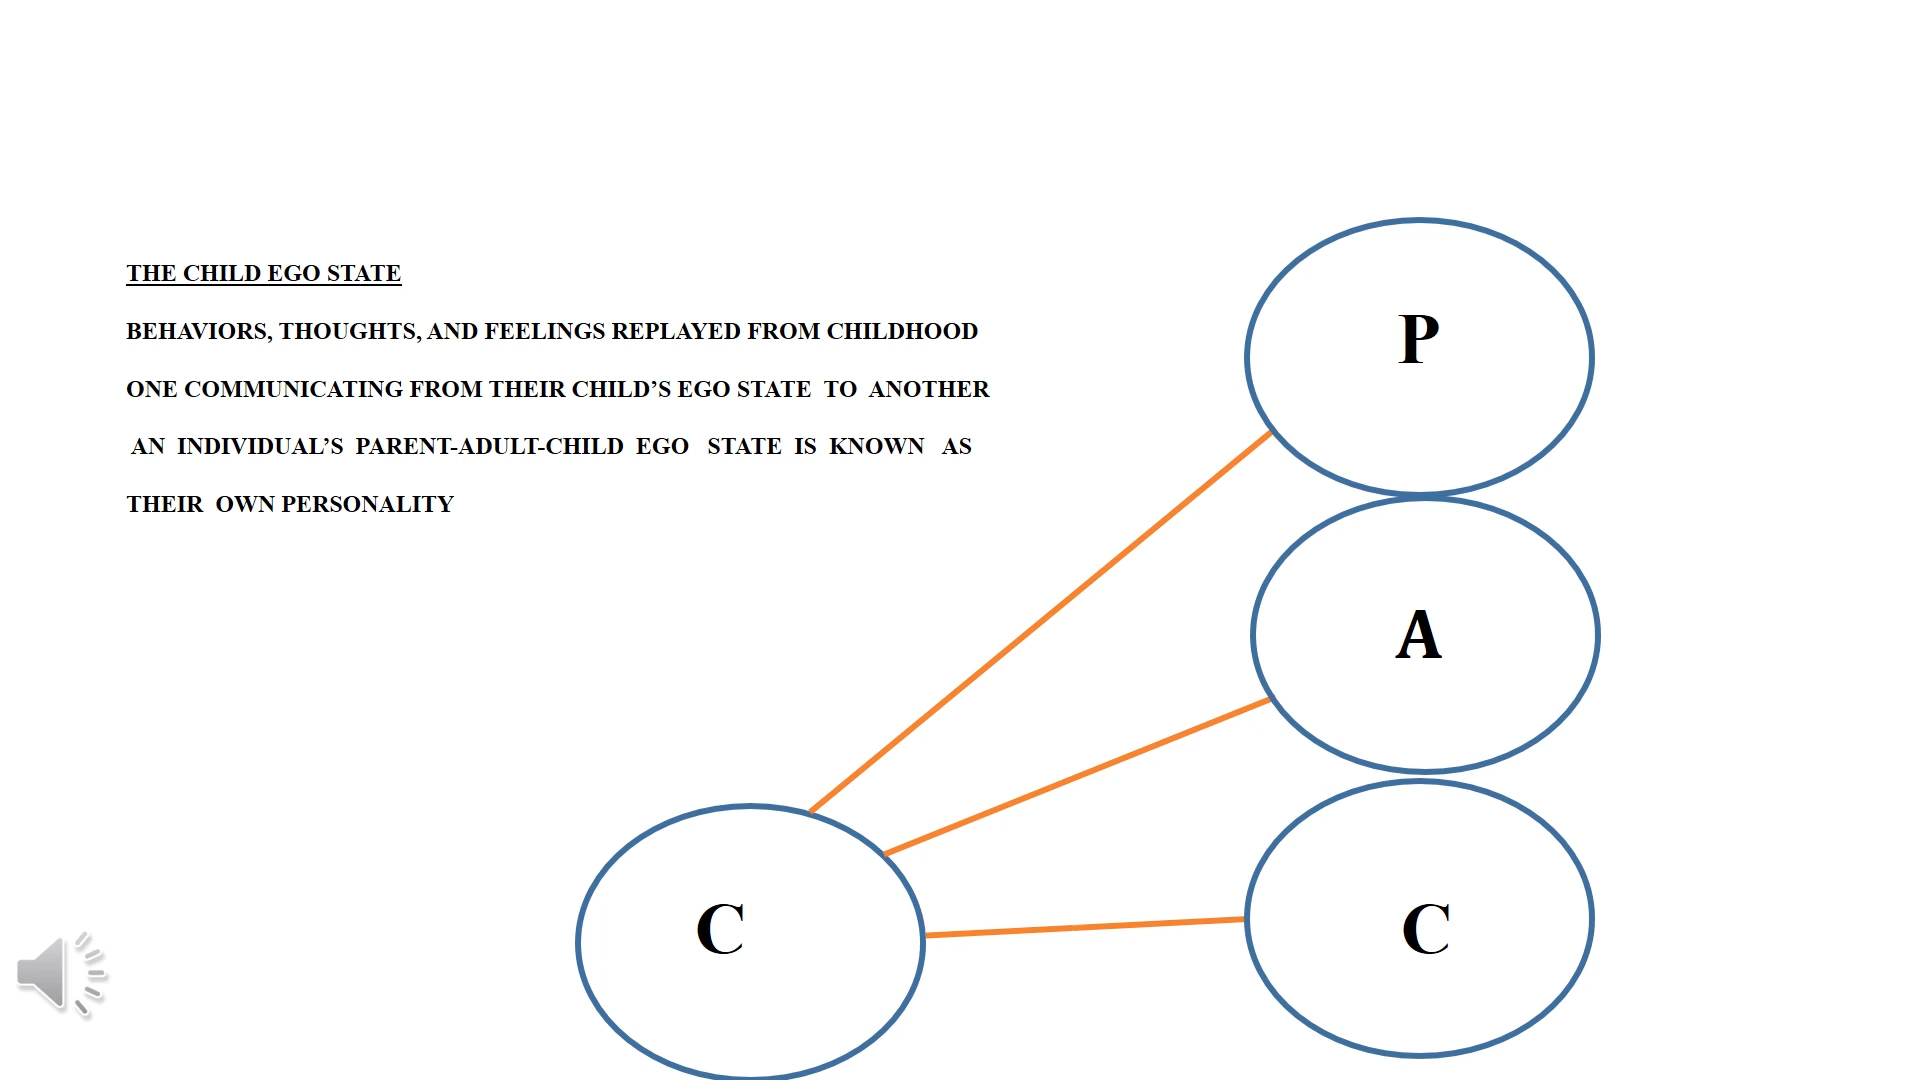 THE CHILD EGO STATE
BEHAVIORS, THOUGHTS, AND FEELINGS REPLAYED FROM CHILDHOOD
ONE COMMUNICATING FROM THEIR CHILD’S EGO STATE TO ANOTHER
AN INDIVIDUAL’S PARENT-ADULT-CHILD EGO STATE IS KNOWN AS
THEIR OWN PERSONALITY
P
A
C
C